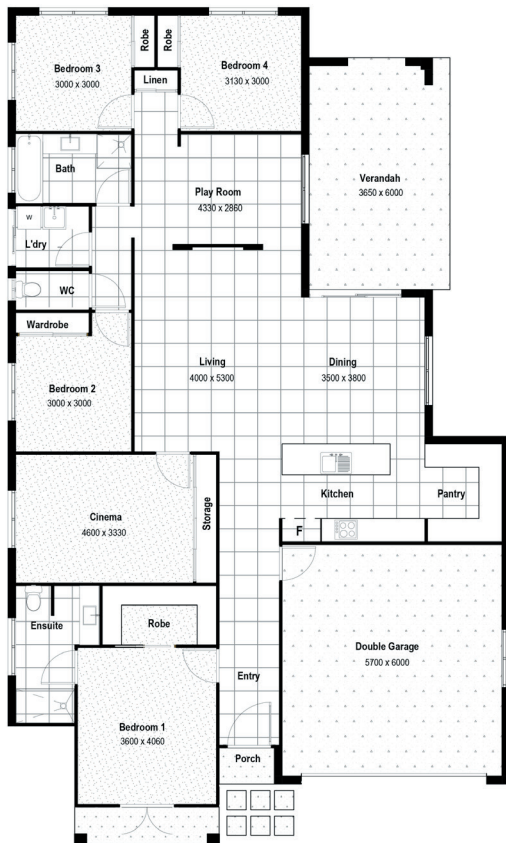 Robe
Robe
Bedroom 3
3000 x 3000
Bedroom 4
3130 x 3000
Linen
Bath
Play Room
4330 x 2860
Verandah
3650 x 6000
W
L'dry
WC
Wardrobe
Living
4000 x 5300
Dining
3500 x 3800
Bedroom 2
3000 x 3000
Kitchen
Pantry
Cinema
4600 x 3330
Storage
F
Ensuite
Robe
Double Garage
5700 x 6000
Entry
Bedroom 1
3600 x 4060
Porch